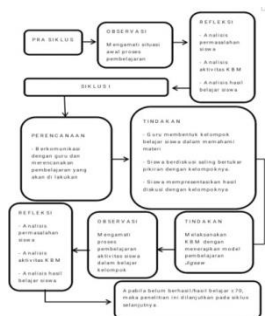 PRA SIKLUS
OBSERVASI
Mengamati situasi
awal proses
pembelajaran
REFLEKSI
- Analisis
permasalahan
siswa
- Analisis
aktivitas KBM
- Analisis hasil
belajar siswa
SIKLUS I
PERENCANAAN
- Berkomunikasi
dengan guru dan
merencanakan
pembelajaran yang
akan di lakukan
TINDAKAN
- Guru membentuk kelompok
belajar siswa dalam memahami
materi
- Siswa berdiskusi saling bertukar
pikiran dengan kelompoknya
- Siswa mempresentasikan hasil
diskusi dengan kelompoknya.
REFLEKSI
- Analisis
permasalahan
siswa
- Analisis
aktivitas KBM
- Analisis hasil
belajar siswa
OBSERVASI
Mengamati
proses
pembelajaran
aktivitas siswa
dalam belajar
kelompok
TINDAKAN
Melaksanakan
KBM dengan
menerapkan model
pembelajaran
Jigsaw
Apabila belum berhasil/hasil belajar ≤70,
maka penelitian ini dilanjutkan pada siklus
selanjutnya